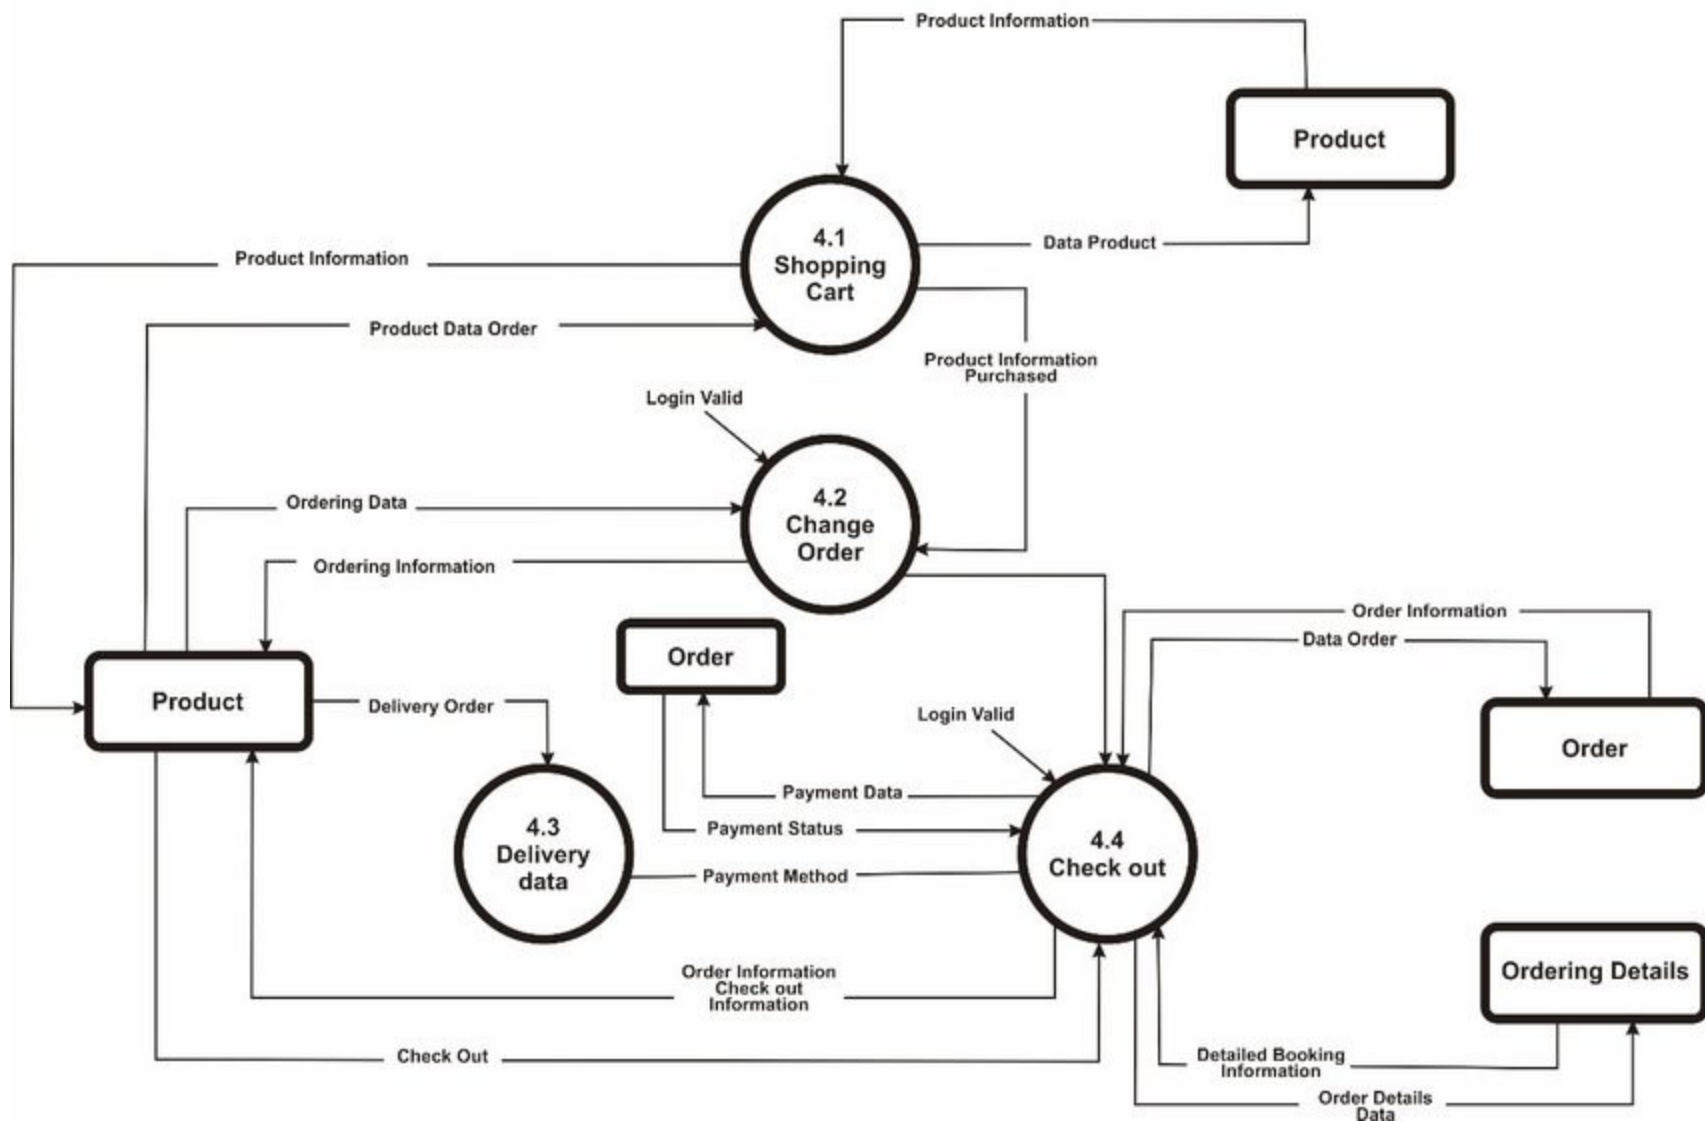 Product Information
Product
4.1
Shopping
Cart
Data Product
Product Information
Product Data Order
Product Information
Purchased
Login Valid
4.2
Change
Order
Ordering Data
Ordering Information
Order Information
Data Order
Order
Product
Delivery Order
Login Valid
Order
Payment Data
Payment Status
Payment Method
4.3
Delivery
data
4.4
Check out
Ordering Details
Order Information
Check out
Information
Check Out
Detailed Booking
Information
Order Details
Data